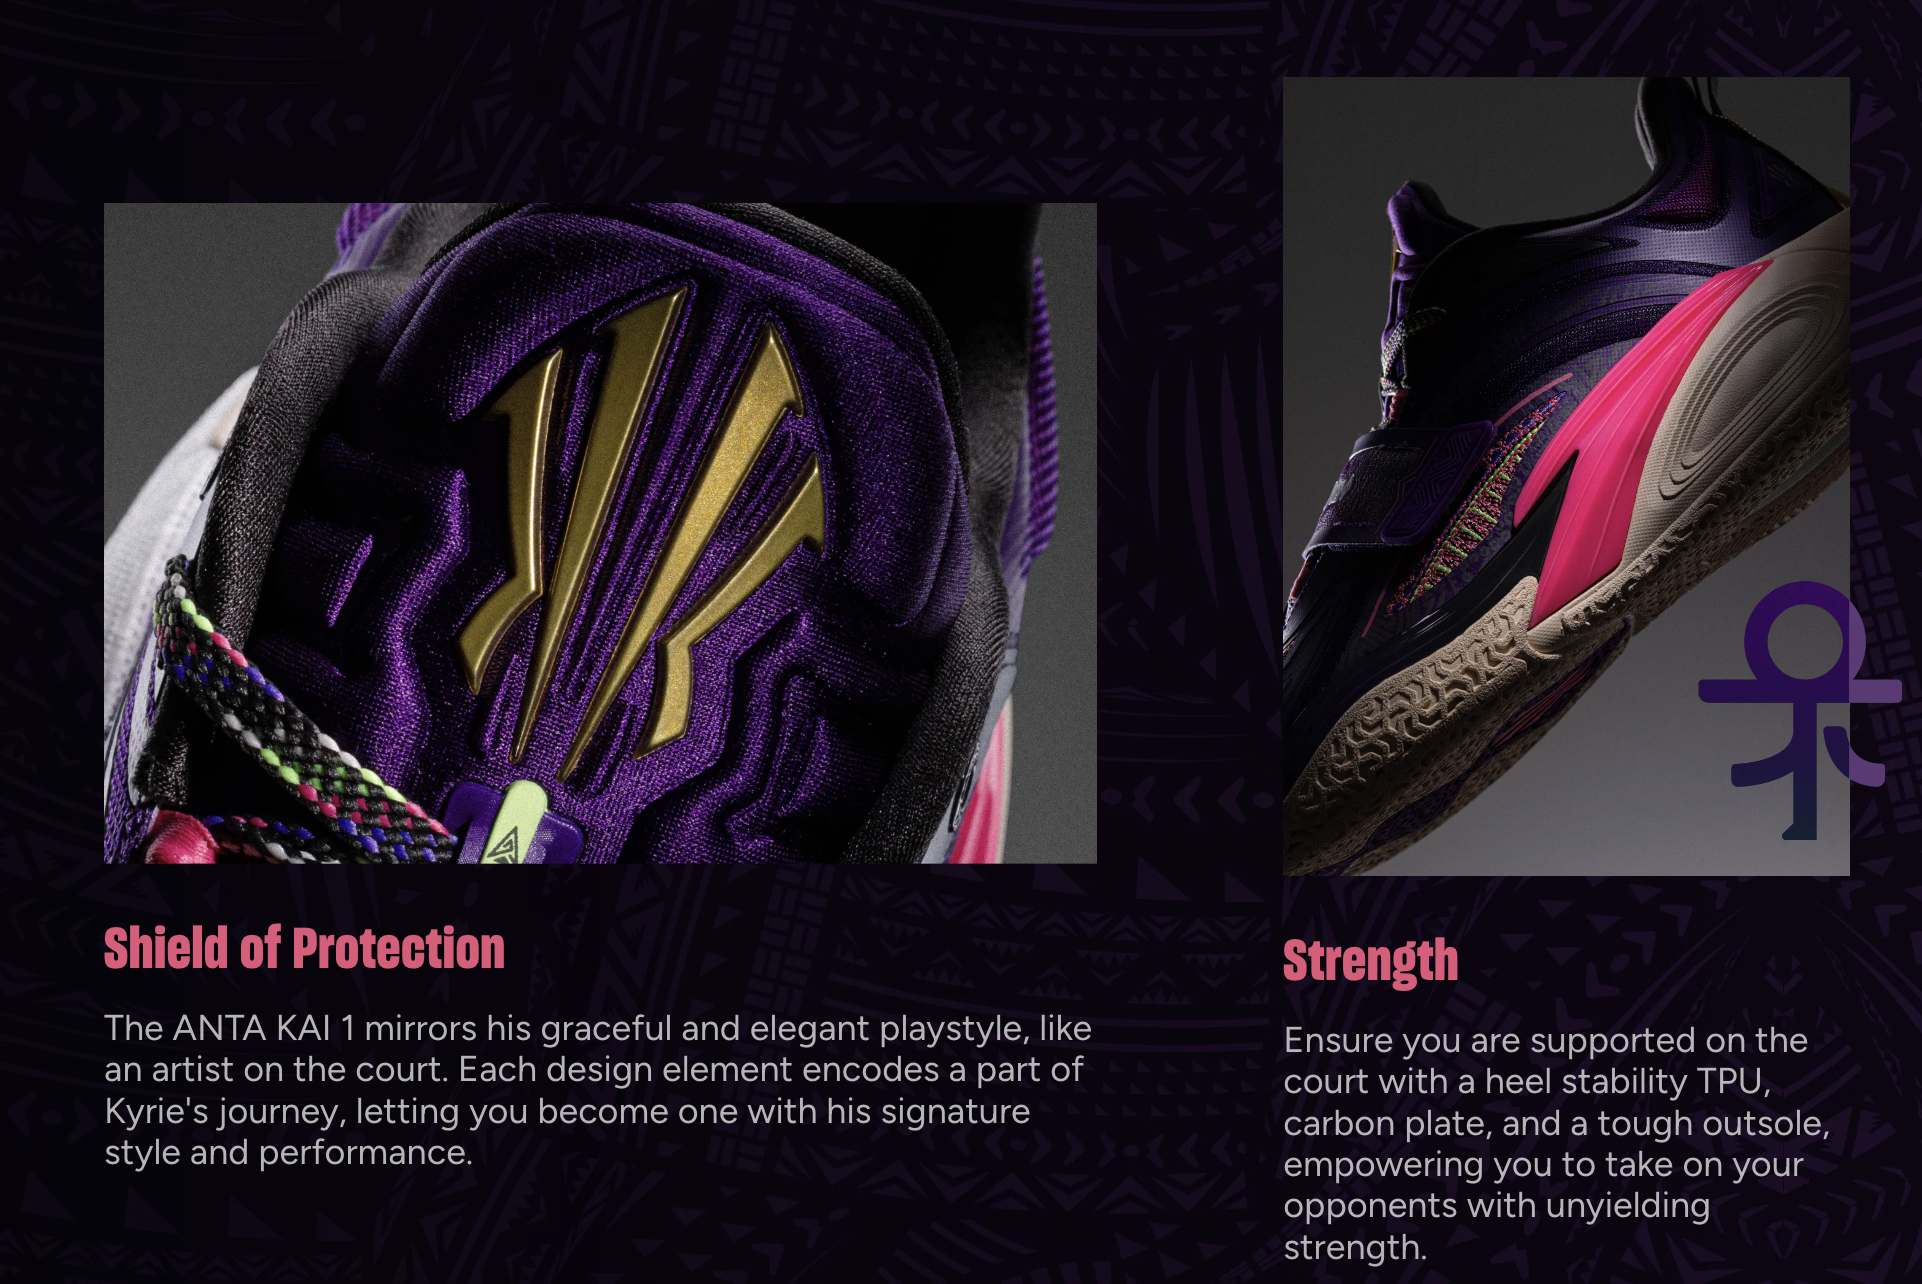 Shield of Protection
The ANTA KAI 1 mirrors his graceful and elegant playstyle, like
an artist on the court. Each design element encodes a part of
Kyrie's journey, letting you become one with his signature
style and performance.
Strength
Ensure you are supported on the
court with a heel stability TPU,
carbon plate, and a tough outsole,
empowering you to take on your
opponents with unyielding
strength.